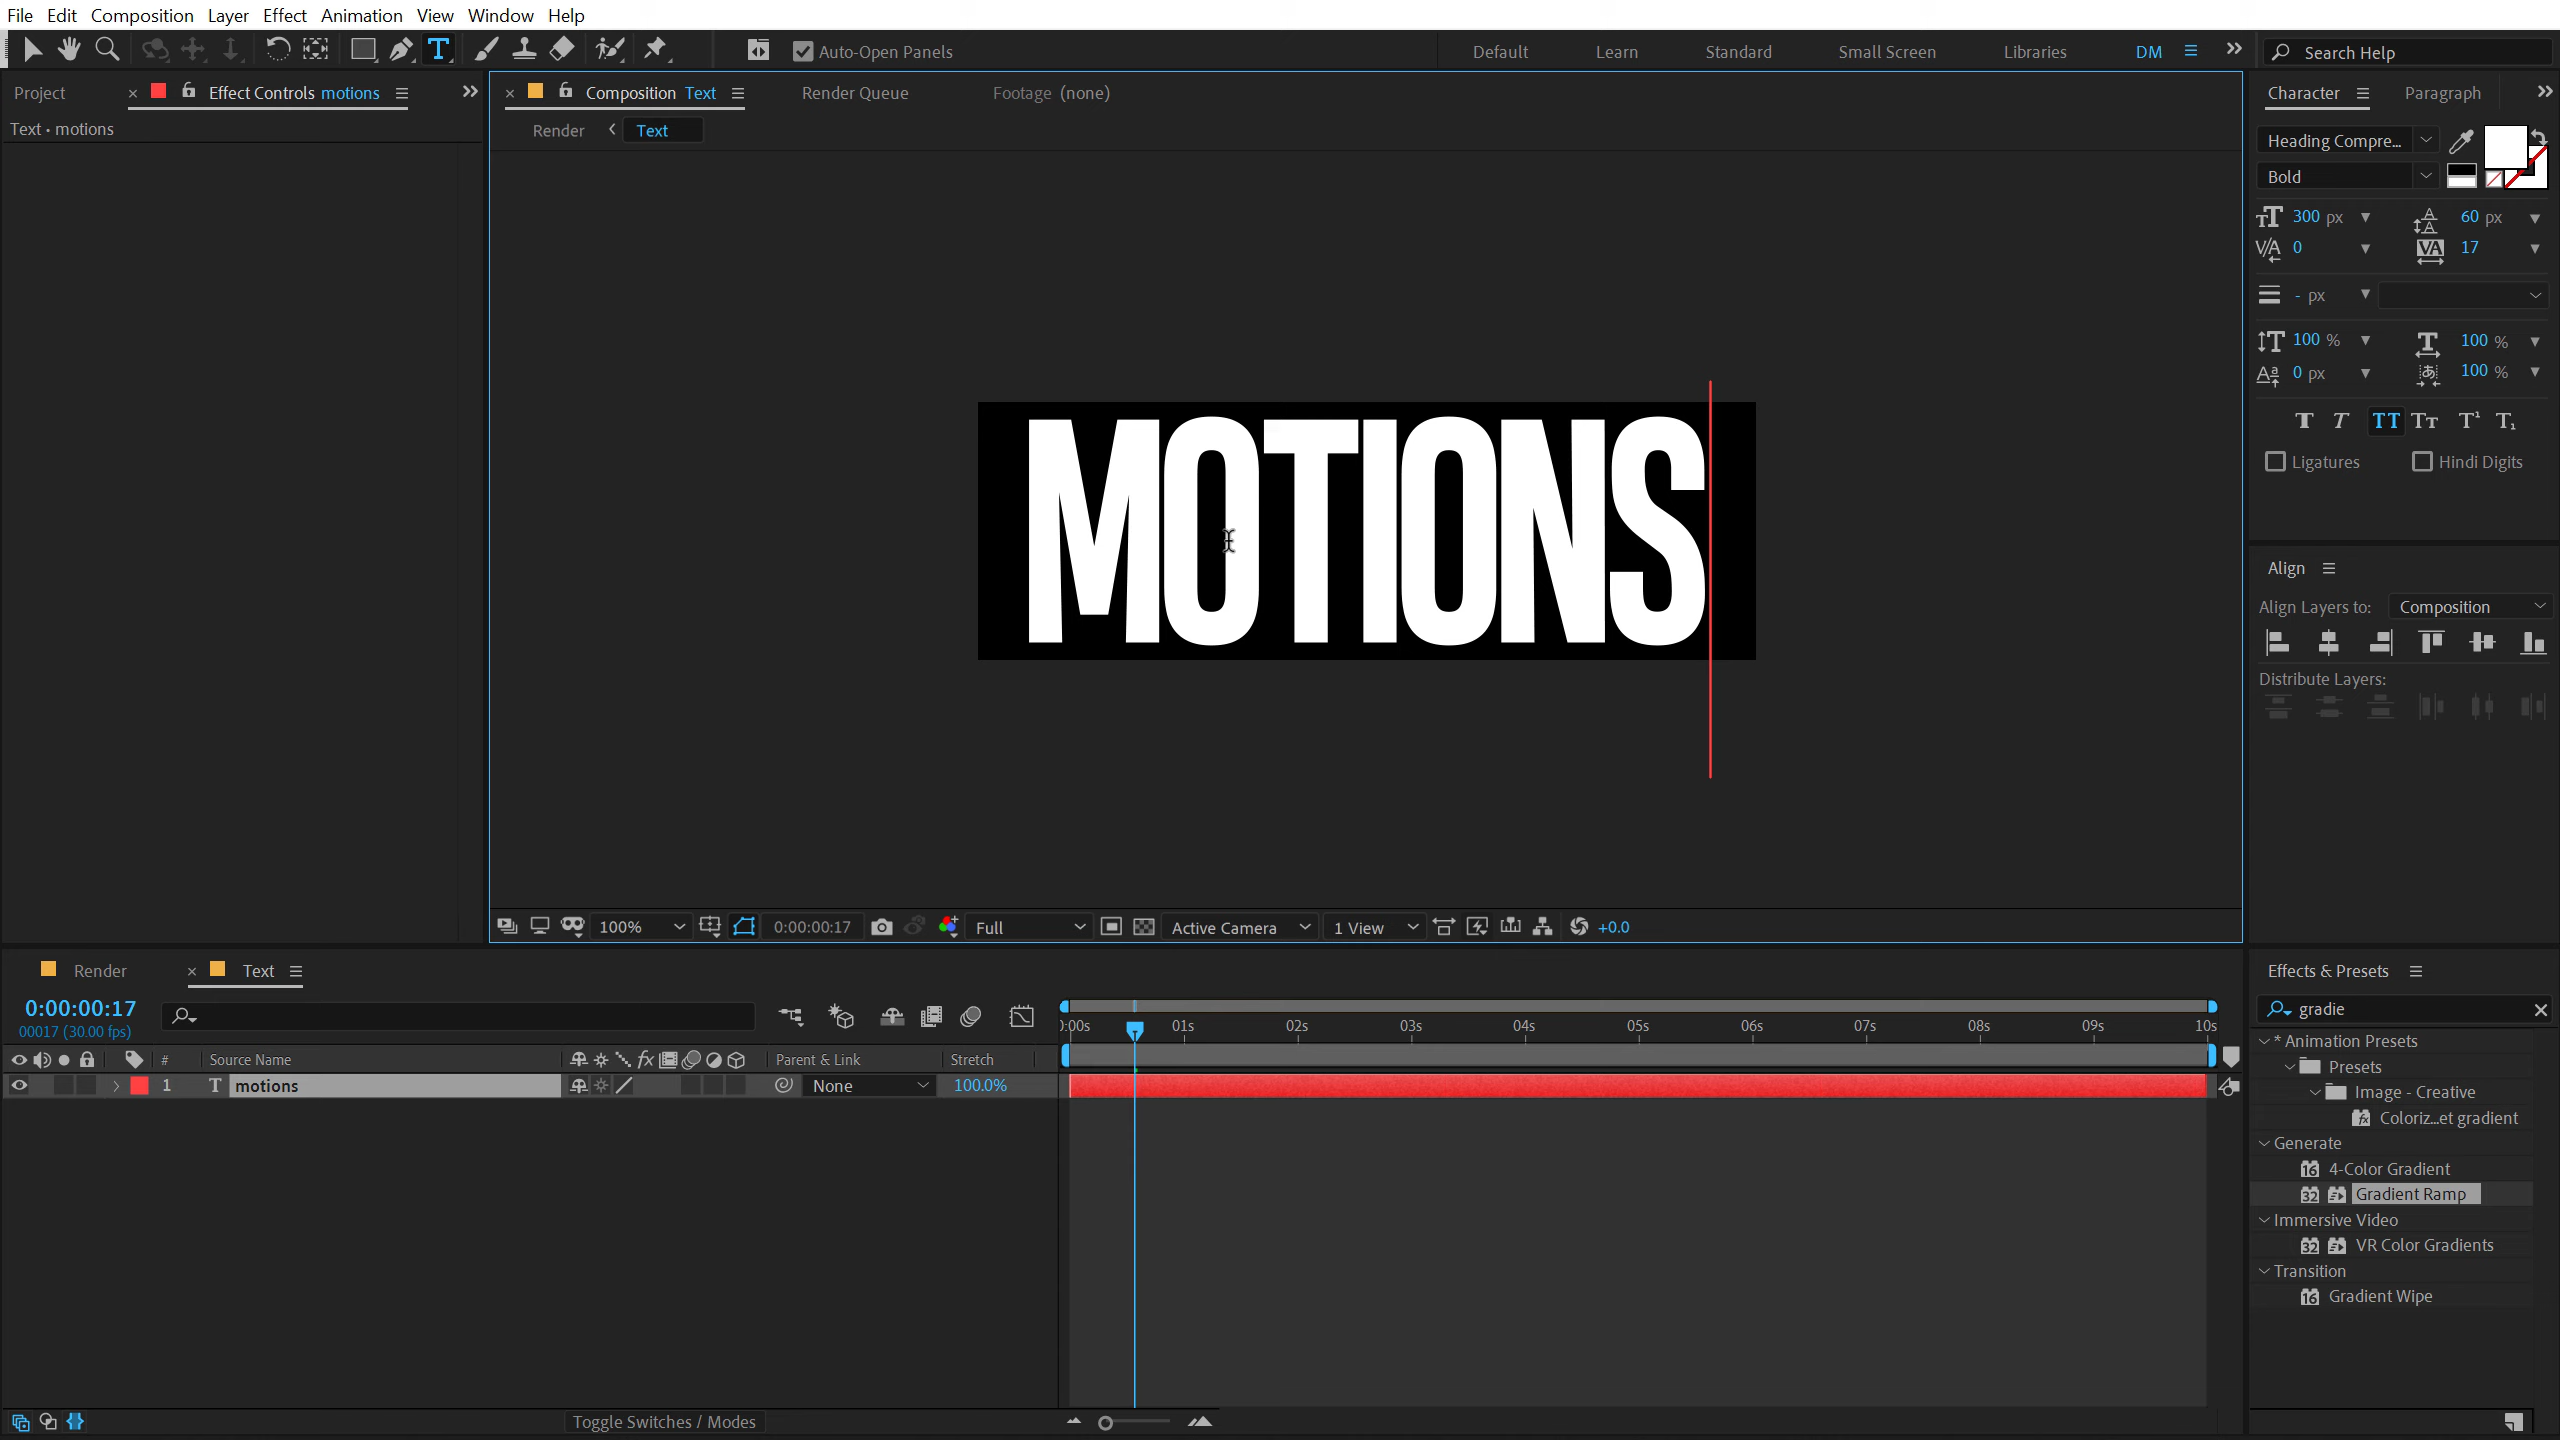 File Edit Composition Layer Effect Animation View Window Help
Auto-Open Panels Default Learn Standard Small Screen Libraries DM Search Help
Project Effect Controls motions
Text • motions
Composition Text Render Queue Footage (none)
Render Text
MOTIONS
100% 0:00:00:17 Full Active Camera 1 View +0.0
Character Paragraph
Heading Compre...
Bold
300 px 60 px
0 17
- px
100 % 100 %
0 px 100 %
Ligatures Hindi Digits
Align
Align Layers to: Composition
Distribute Layers:
Render Text
0:00:00:17
00017 (30.00 fps)
# Source Name Parent & Link Stretch
1 motions None 100.0%
:00s 01s 02s 03s 04s 05s 06s 07s 08s 09s 10s
Toggle Switches / Modes
Effects & Presets
gradie
* Animation Presets
Presets
Image - Creative
Coloriz...et gradient
Generate
4-Color Gradient
Gradient Ramp
Immersive Video
VR Color Gradients
Transition
Gradient Wipe